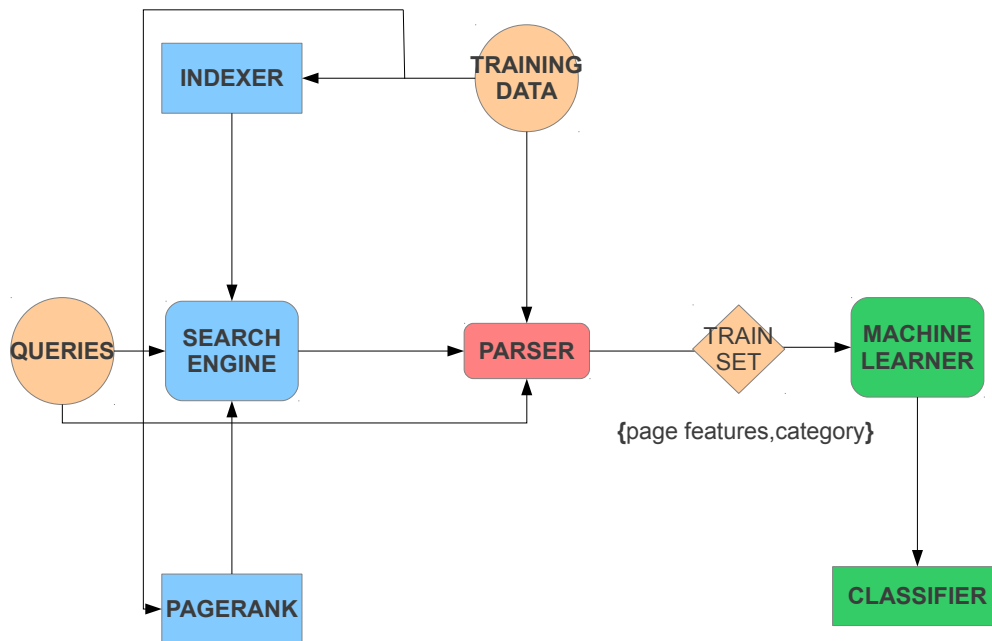 TRAINING
DATA
INDEXER
QUERIES
SEARCH
ENGINE
PARSER
TRAIN
SET
MACHINE
LEARNER
{page features,category}
PAGERANK
CLASSIFIER